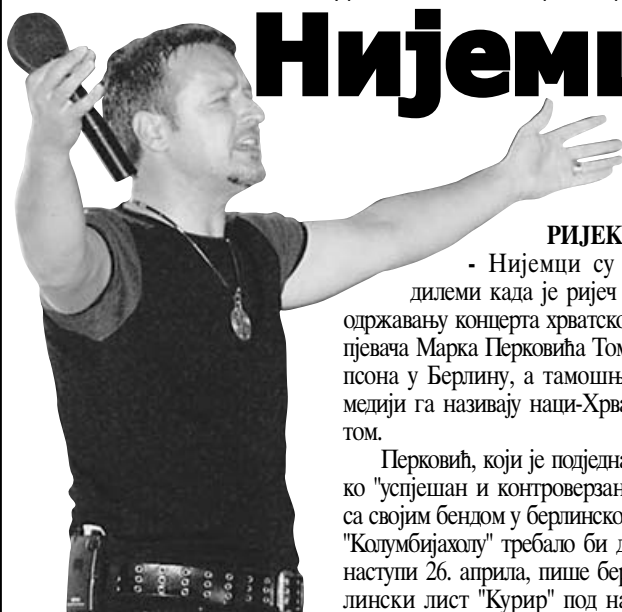 Нијемц
РИЈЕК
- Нијемци су
дилеми када је ријеч
одржавању концерта хрватско
пјевача Марка Перковића Том
псона у Берлину, а тамошњ
медији га називају наци-Хрва
том.
Перковић, који је подједна
ко "успјешан и контроверзан
са својим бендом у берлинско
"Колумбијахолу" требало би д
наступи 26. априла, пише бер
лински лист "Курир" под на